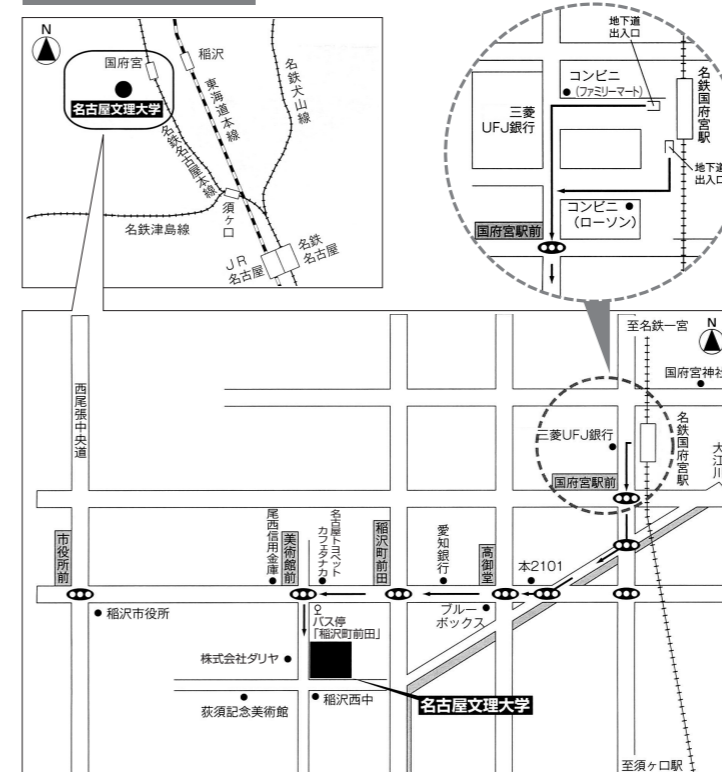 N
国府宮
稲沢
名古屋文理大学
東海道本線
名鉄犬山線
名鉄名古屋本線
須ヶ口
名鉄津島線
JR
名古屋
名鉄
名古屋
地下道
出入口
コンビニ
(ファミリーマート)
名鉄国府宮駅
三菱
UFJ銀行
地下道
出入口
コンビニ
(ローソン)
国府宮駅前
至名鉄一宮
N
国府宮神社
西尾張中央道
三菱UFJ銀行
名鉄国府宮駅
大江川
国府宮駅前
市役所前
尾西信用金庫
美術館前
名古屋トヨペット
カフェタナカ
稲沢町前田
愛知銀行
高御堂
本2101
稲沢市役所
バス停
「稲沢町前田」
ブルー
ボックス
株式会社ダリヤ
荻須記念美術館
稲沢西中
名古屋文理大学
至須ヶ口駅